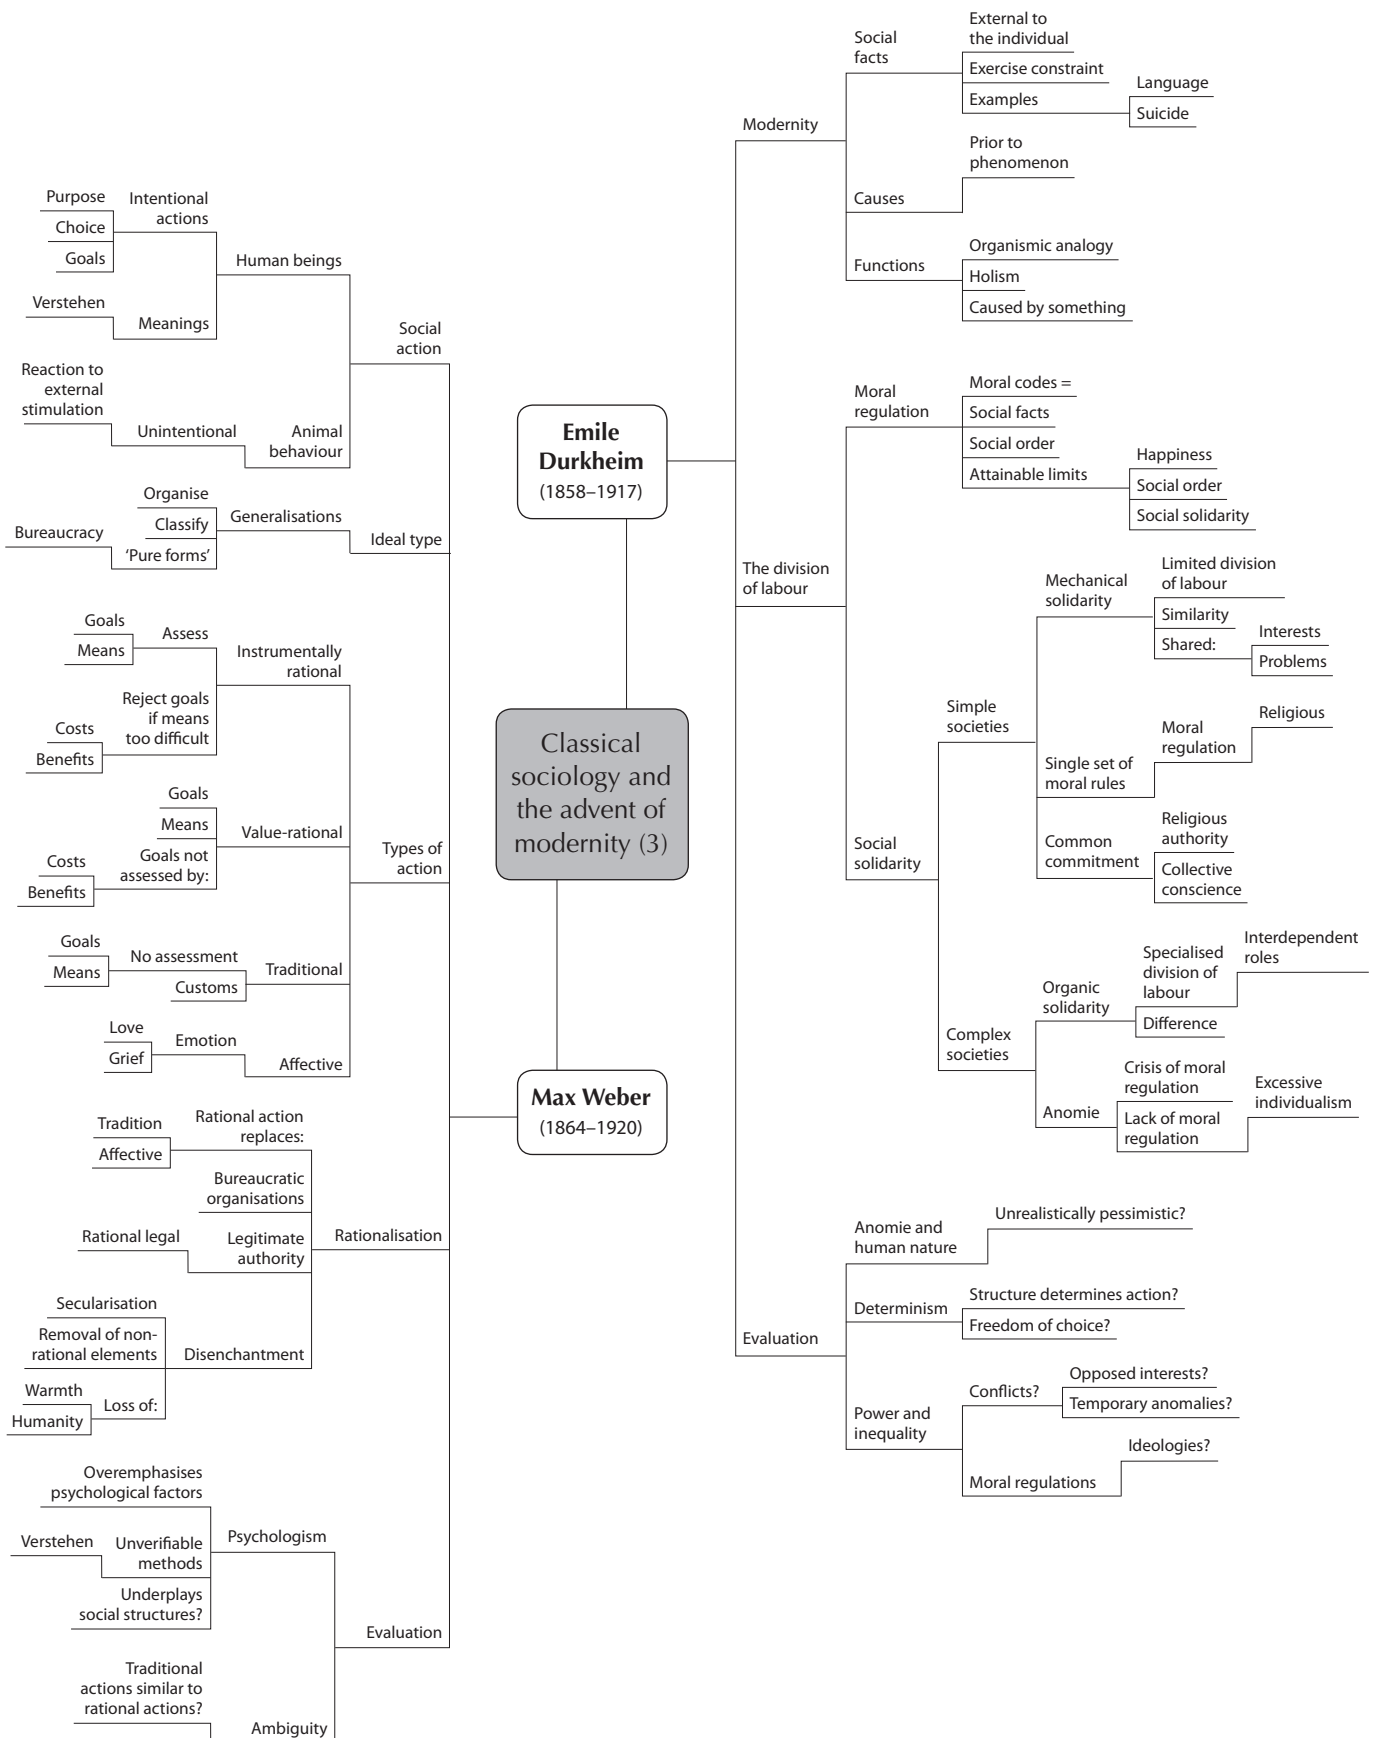 Classical
sociology and
the advent of
modernity (3)
Emile
Durkheim
(1858–1917)
Modernity
Social
facts
External to
the individual
Exercise constraint
Examples
Language
Suicide
Causes
Prior to
phenomenon
Functions
Organismic analogy
Holism
Caused by something
The division
of labour
Moral
regulation
Moral codes =
Social facts
Social order
Attainable limits
Happiness
Social order
Social solidarity
Social
solidarity
Simple
societies
Mechanical
solidarity
Limited division
of labour
Similarity
Shared:
Interests
Problems
Single set of
moral rules
Moral
regulation
Religious
Common
commitment
Religious
authority
Collective
conscience
Complex
societies
Organic
solidarity
Specialised
division of
labour
Interdependent
roles
Difference
Anomie
Crisis of moral
regulation
Lack of moral
regulation
Excessive
individualism
Evaluation
Anomie and
human nature
Unrealistically pessimistic?
Determinism
Structure determines action?
Freedom of choice?
Power and
inequality
Conflicts?
Opposed interests?
Temporary anomalies?
Moral regulations
Ideologies?
Max Weber
(1864–1920)
Social
action
Human beings
Intentional
actions
Purpose
Choice
Goals
Meanings
Verstehen
Animal
behaviour
Unintentional
Reaction to
external
stimulation
Ideal type
Generalisations
Organise
Classify
'Pure forms'
Bureaucracy
Types of
action
Instrumentally
rational
Assess
Goals
Means
Reject goals
if means
too difficult
Costs
Benefits
Value-rational
Goals
Means
Goals not
assessed by:
Costs
Benefits
Traditional
No assessment
Goals
Means
Customs
Affective
Emotion
Love
Grief
Rationalisation
Rational action
replaces:
Tradition
Affective
Bureaucratic
organisations
Legitimate
authority
Rational legal
Disenchantment
Secularisation
Removal of non-
rational elements
Loss of:
Warmth
Humanity
Evaluation
Psychologism
Overemphasises
psychological factors
Unverifiable
methods
Verstehen
Underplays
social structures?
Ambiguity
Traditional
actions similar to
rational actions?